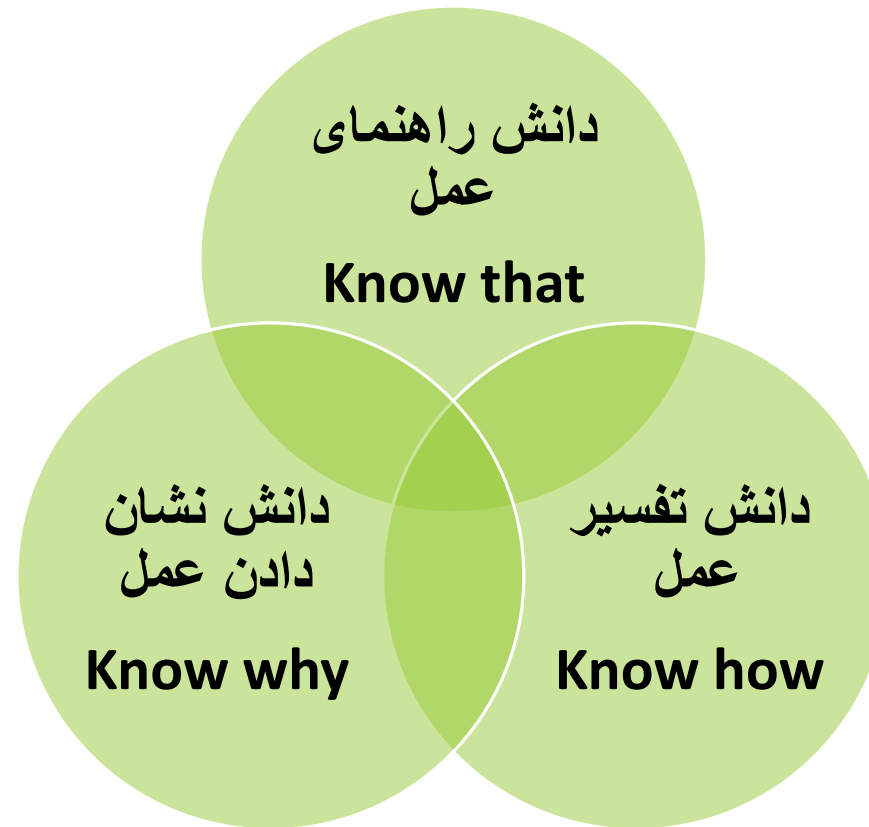 دانش راهنمای
عمل
Know that
دانش نشان
دادن عمل
Know why
دانش تفسیر
عمل
Know how